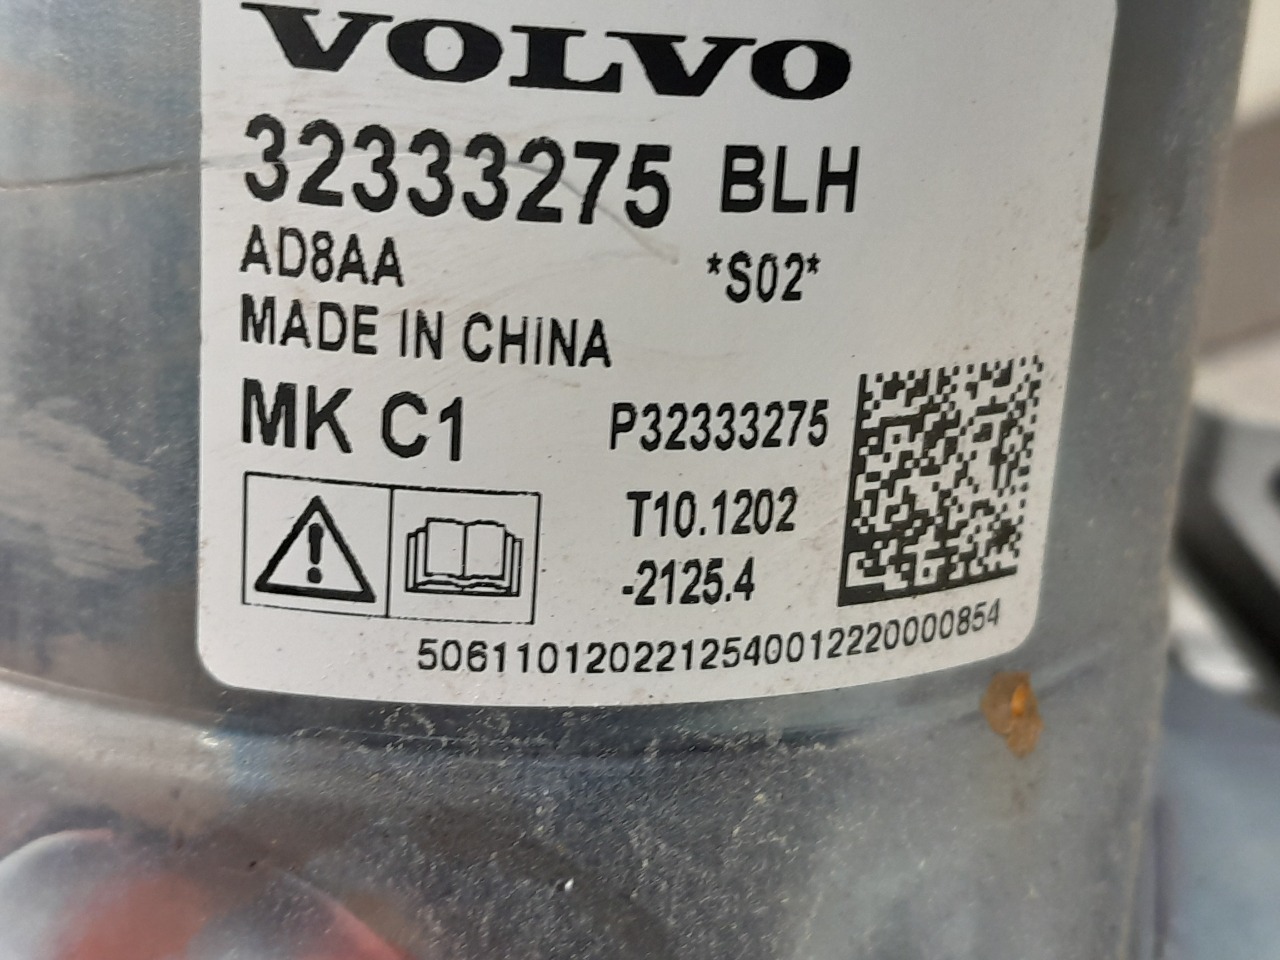 VOLVO
32333275 BLH
AD8AA *S02*
MADE IN CHINA
MK C1 P32333275
T10.1202
-2125.4
5061101202212540012220000854